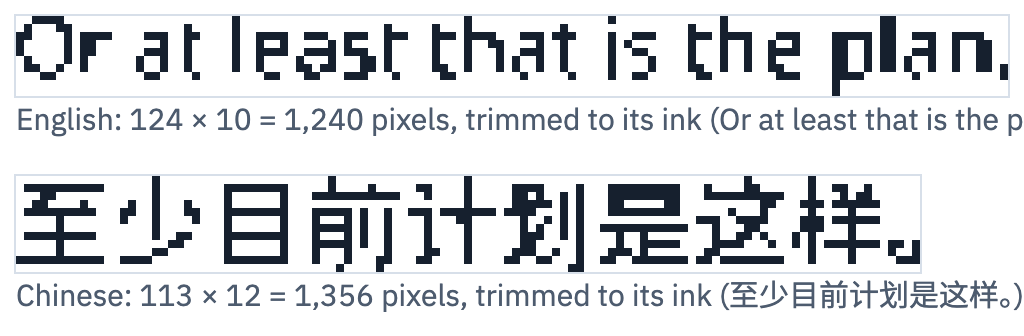 Or at least that is the plan.
English: 124 × 10 = 1,240 pixels, trimmed to its ink (Or at least that is the p
至少目前计划是这样。
Chinese: 113 × 12 = 1,356 pixels, trimmed to its ink (至少目前计划是这样。)